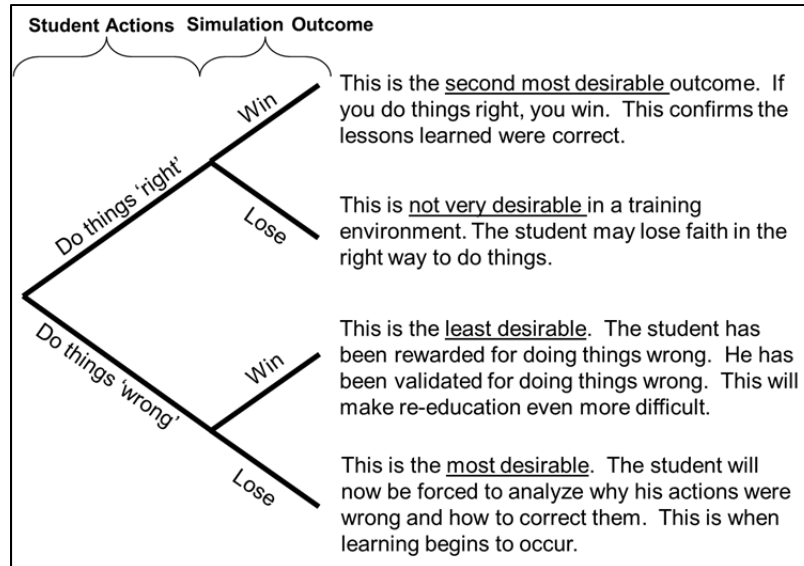 Student Actions Simulation Outcome
Win
This is the second most desirable outcome. If
you do things right, you win. This confirms the
lessons learned were correct.
Do things 'right'
Lose
This is not very desirable in a training
environment. The student may lose faith in the
right way to do things.
Do things 'wrong'
Win
This is the least desirable. The student has
been rewarded for doing things wrong. He has
been validated for doing things wrong. This will
make re-education even more difficult.
Lose
This is the most desirable. The student will
now be forced to analyze why his actions were
wrong and how to correct them. This is when
learning begins to occur.